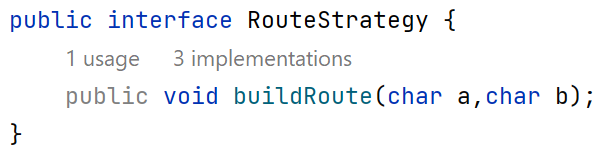 public interface RouteStrategy {
1 usage 3 implementations
public void buildRoute(char a,char b);
}